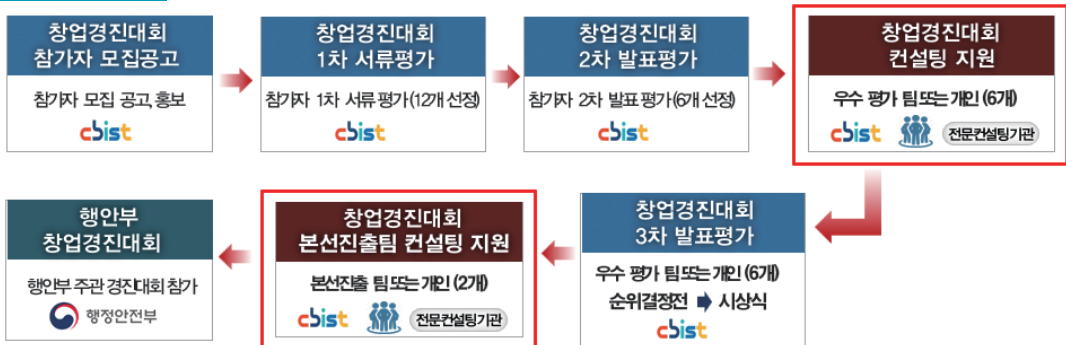 창업경진대회
참가자 모집공고
참가자 모집 공고, 홍보
cbist
창업경진대회
1차 서류평가
참가자 1차 서류 평가(12개 선정)
cbist
창업경진대회
2차 발표평가
참가자 2차 발표 평가(6개 선정)
cbist
창업경진대회
컨설팅 지원
우수 평가 팀 또는 개인 (6개)
cbist 전문컨설팅기관
창업경진대회
3차 발표평가
우수 평가 팀 또는 개인 (6개)
순위결정전 시상식
cbist
창업경진대회
본선진출팀 컨설팅 지원
본선진출 팀 또는 개인 (2개)
cbist 전문컨설팅기관
행안부
창업경진대회
행안부 주관 경진대회 참가
행정안전부